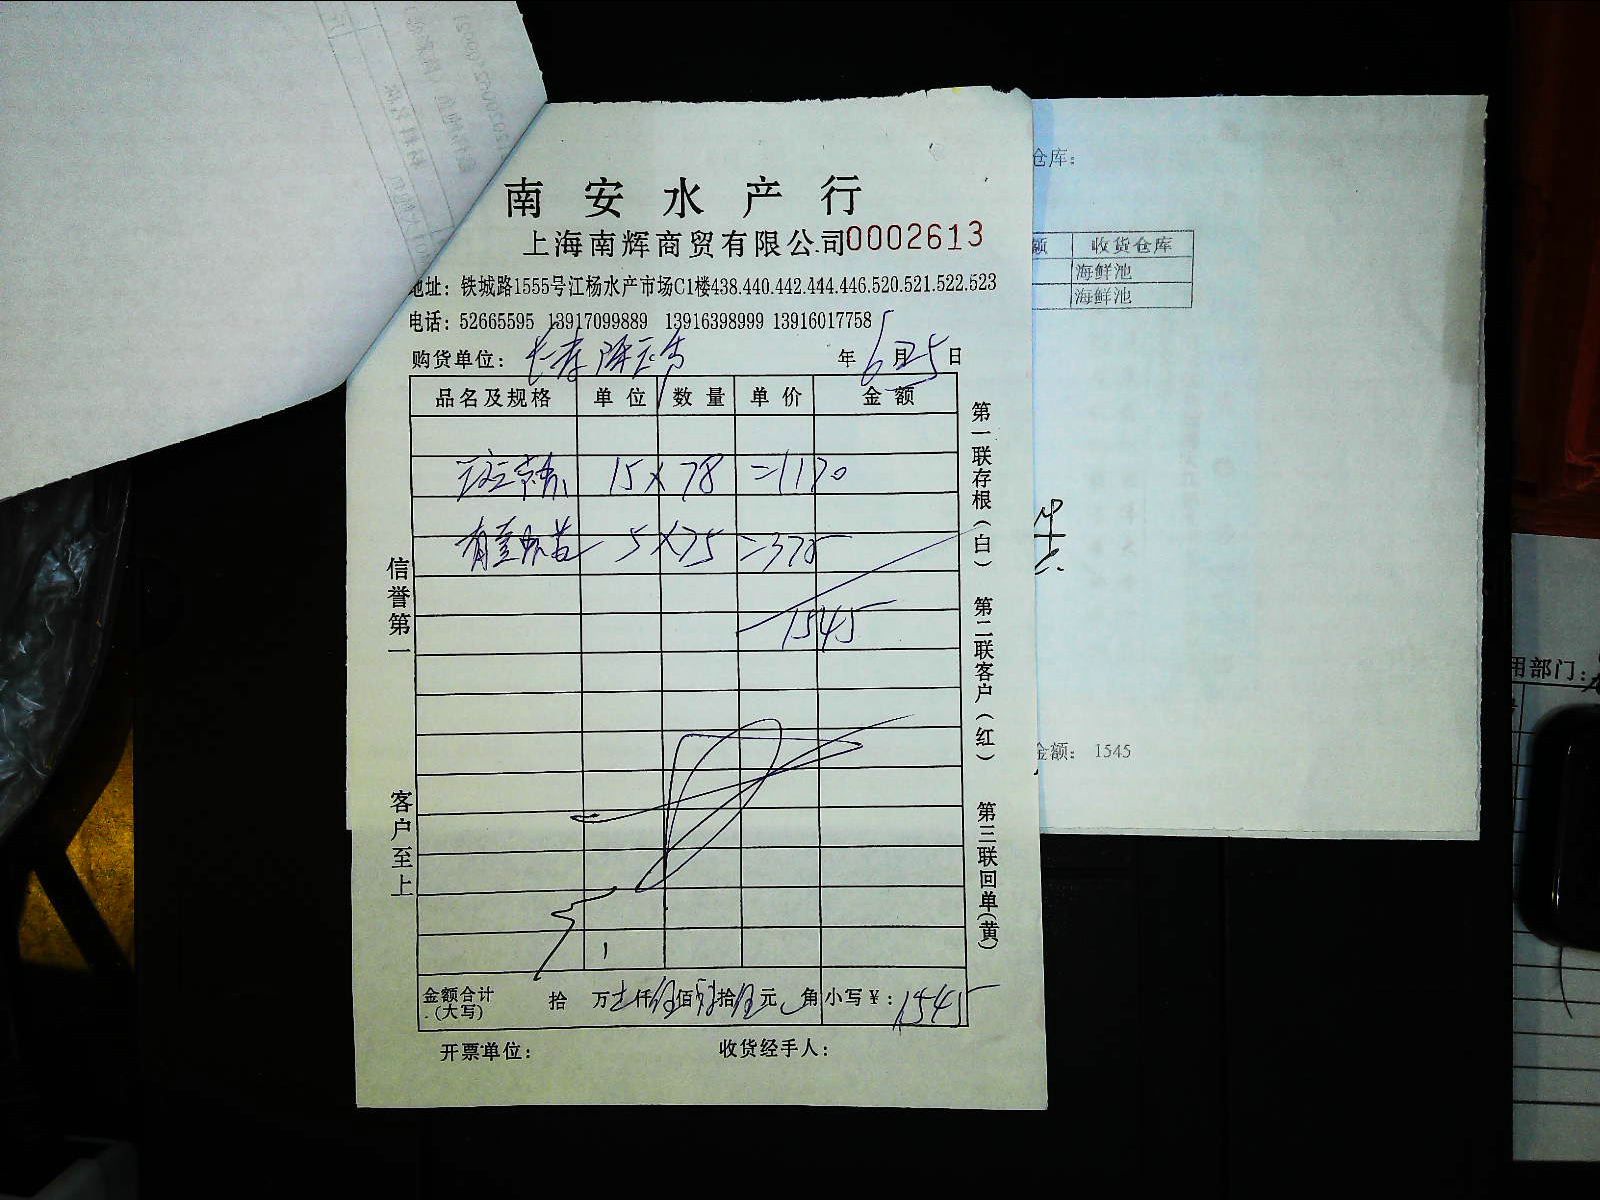 南安水产行
上海南辉商贸有限公司 0002613
地址：铁城路1555号江杨水产市场C1楼438.440.442.444.446.520.521.522.523
电话：52665595 13917099889 13916398999 13916017758
购货单位： 年6月25日
品名及规格 单位 数量 单价 金额
15×78=1170
5×75=375
1545
信誉第一
客户至上
第一联存根(白) 第二联客户(红) 第三联回单(黄)
金额合计 拾 万 仟 佰 拾 元 角 小写¥：1545
(大写)
开票单位： 收货经手人：
仓库：
额 收货仓库
海鲜池
海鲜池
金额： 1545
用部门：